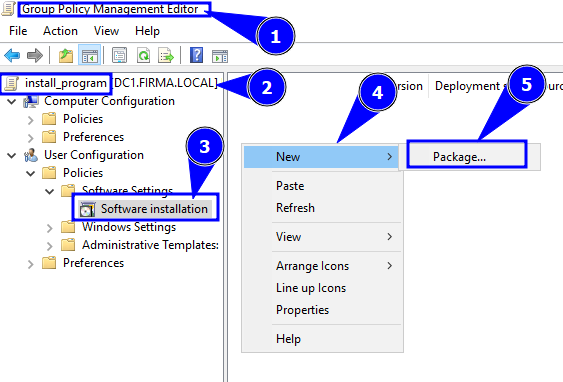 Group Policy Management Editor
File Action View Help
1
install_program [DC1.FIRMA.LOCAL]
2
Computer Configuration
Policies
Preferences
User Configuration
Policies
Software Settings
3
Software installation
Windows Settings
Administrative Templates:
Preferences
Deployment
4
5
New
Package...
Paste
Refresh
View
Arrange Icons
Line up Icons
Properties
Help